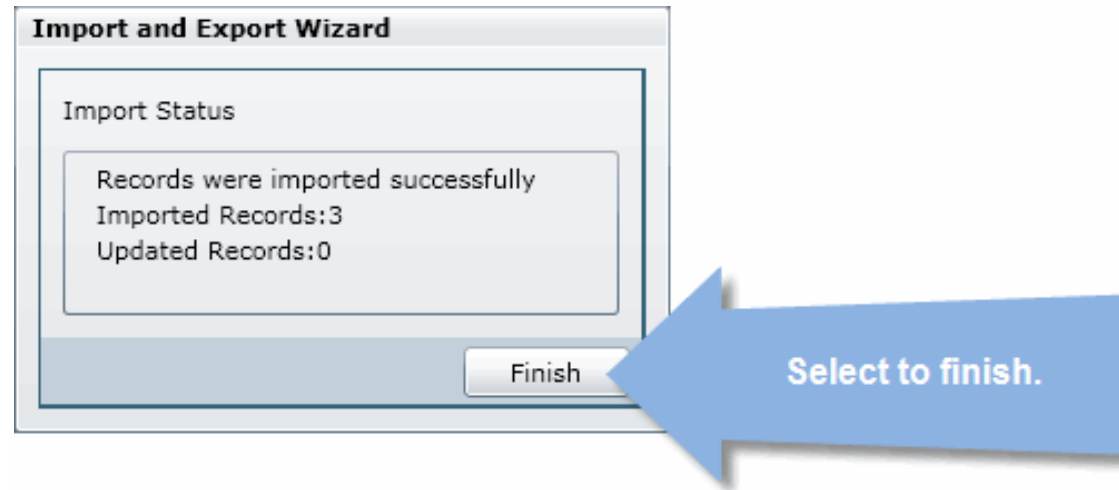 Import and Export Wizard
Import Status
Records were imported successfully
Imported Records:3
Updated Records:0
Finish
Select to finish.